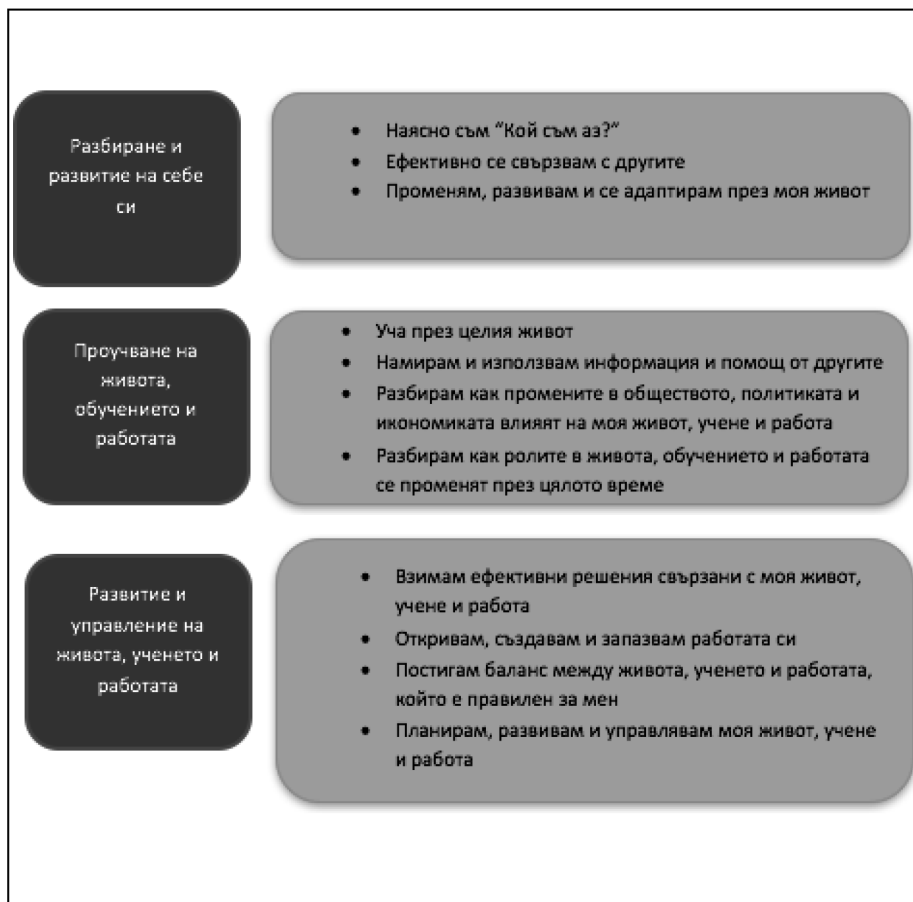 Разбиране и
развитие на себе
си
• Наясно съм "Кой съм аз?"
• Ефективно се свързвам с другите
• Променям, развивам и се адаптирам през моя живот
Проучване на
живота,
обучението и
работата
• Уча през целия живот
• Намирам и използвам информация и помощ от другите
• Разбирам как промените в обществото, политиката и
икономиката влияят на моя живот, учене и работа
• Разбирам как ролите в живота, обучението и работата
се променят през цялото време
Развитие и
управление на
живота, ученето и
работата
• Взимам ефективни решения свързани с моя живот,
учене и работа
• Откривам, създавам и запазвам работата си
• Постигам баланс между живота, ученето и работата,
който е правилен за мен
• Планирам, развивам и управлявам моя живот, учене
и работа